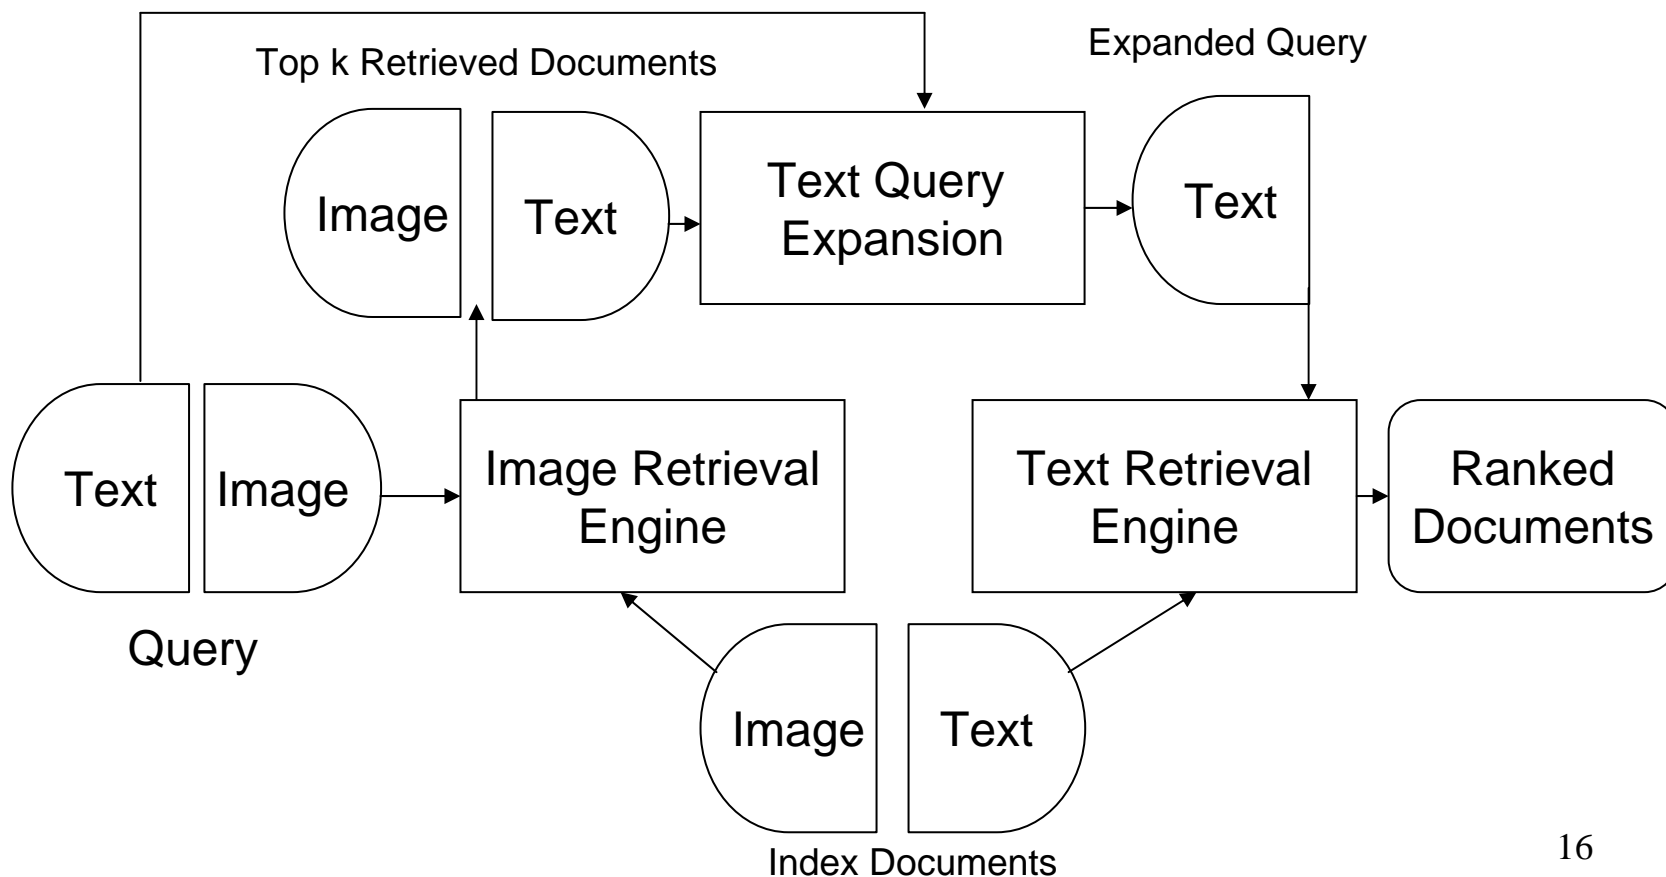 Top k Retrieved Documents
Expanded Query
Image
Text
Text Query
Expansion
Text
Text
Image
Image Retrieval
Engine
Text Retrieval
Engine
Ranked
Documents
Query
Image
Text
Index Documents
16